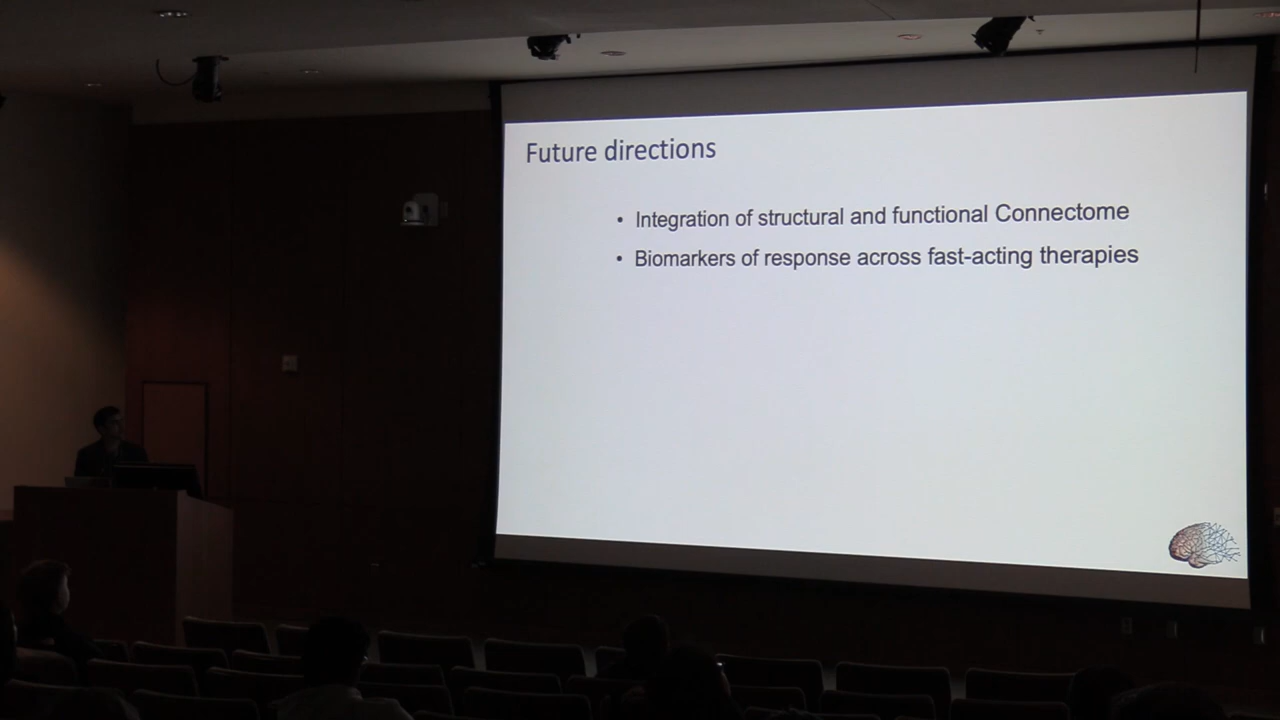 Future directions
• Integration of structural and functional Connectome
• Biomarkers of response across fast-acting therapies